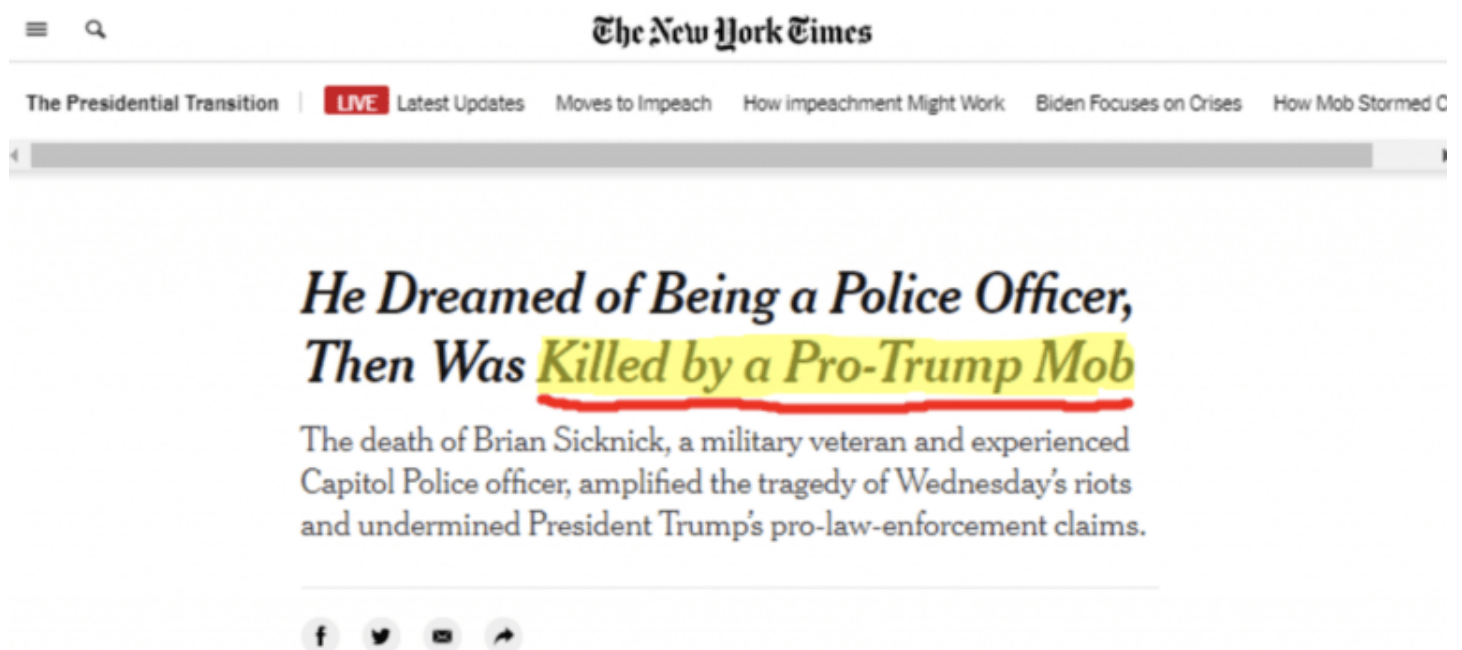 The New York Times
The Presidential Transition LIVE Latest Updates Moves to Impeach How impeachment Might Work Biden Focuses on Crises How Mob Stormed C
He Dreamed of Being a Police Officer,
Then Was Killed by a Pro-Trump Mob
The death of Brian Sicknick, a military veteran and experienced
Capitol Police officer, amplified the tragedy of Wednesday's riots
and undermined President Trump's pro-law-enforcement claims.